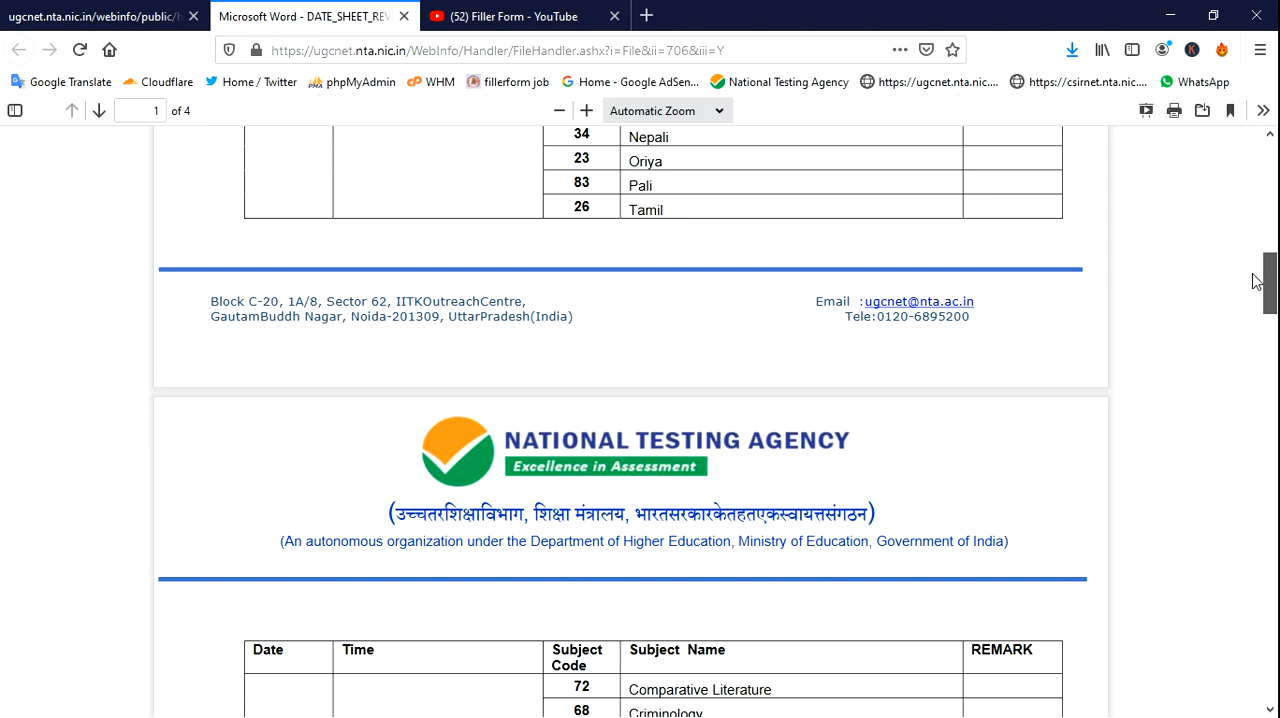 ugcnet.nta.nic.in/webinfo/public/h
Microsoft Word - DATE_SHEET_REV
(52) Filler Form - YouTube
https://ugcnet.nta.nic.in/WebInfo/Handler/FileHandler.ashx?i=File&ii=706&iii=Y
Google Translate
Cloudflare
Home / Twitter
phpMyAdmin
WHM
fillerform job
Home - Google AdSen...
National Testing Agency
https://ugcnet.nta.nic....
https://csirnet.nta.nic....
WhatsApp
1 of 4
Automatic Zoom
34 Nepali
23 Oriya
83 Pali
26 Tamil
Block C-20, 1A/8, Sector 62, IITKOutreachCentre,
GautamBuddh Nagar, Noida-201309, UttarPradesh(India)
Email :ugcnet@nta.ac.in
Tele:0120-6895200
NATIONAL TESTING AGENCY
Excellence in Assessment
(उच्चतरशिक्षाविभाग, शिक्षा मंत्रालय, भारतसरकारकेतहतएकस्वायत्तसंगठन)
(An autonomous organization under the Department of Higher Education, Ministry of Education, Government of India)
Date Time Subject Code Subject Name REMARK
72 Comparative Literature
68 Criminology